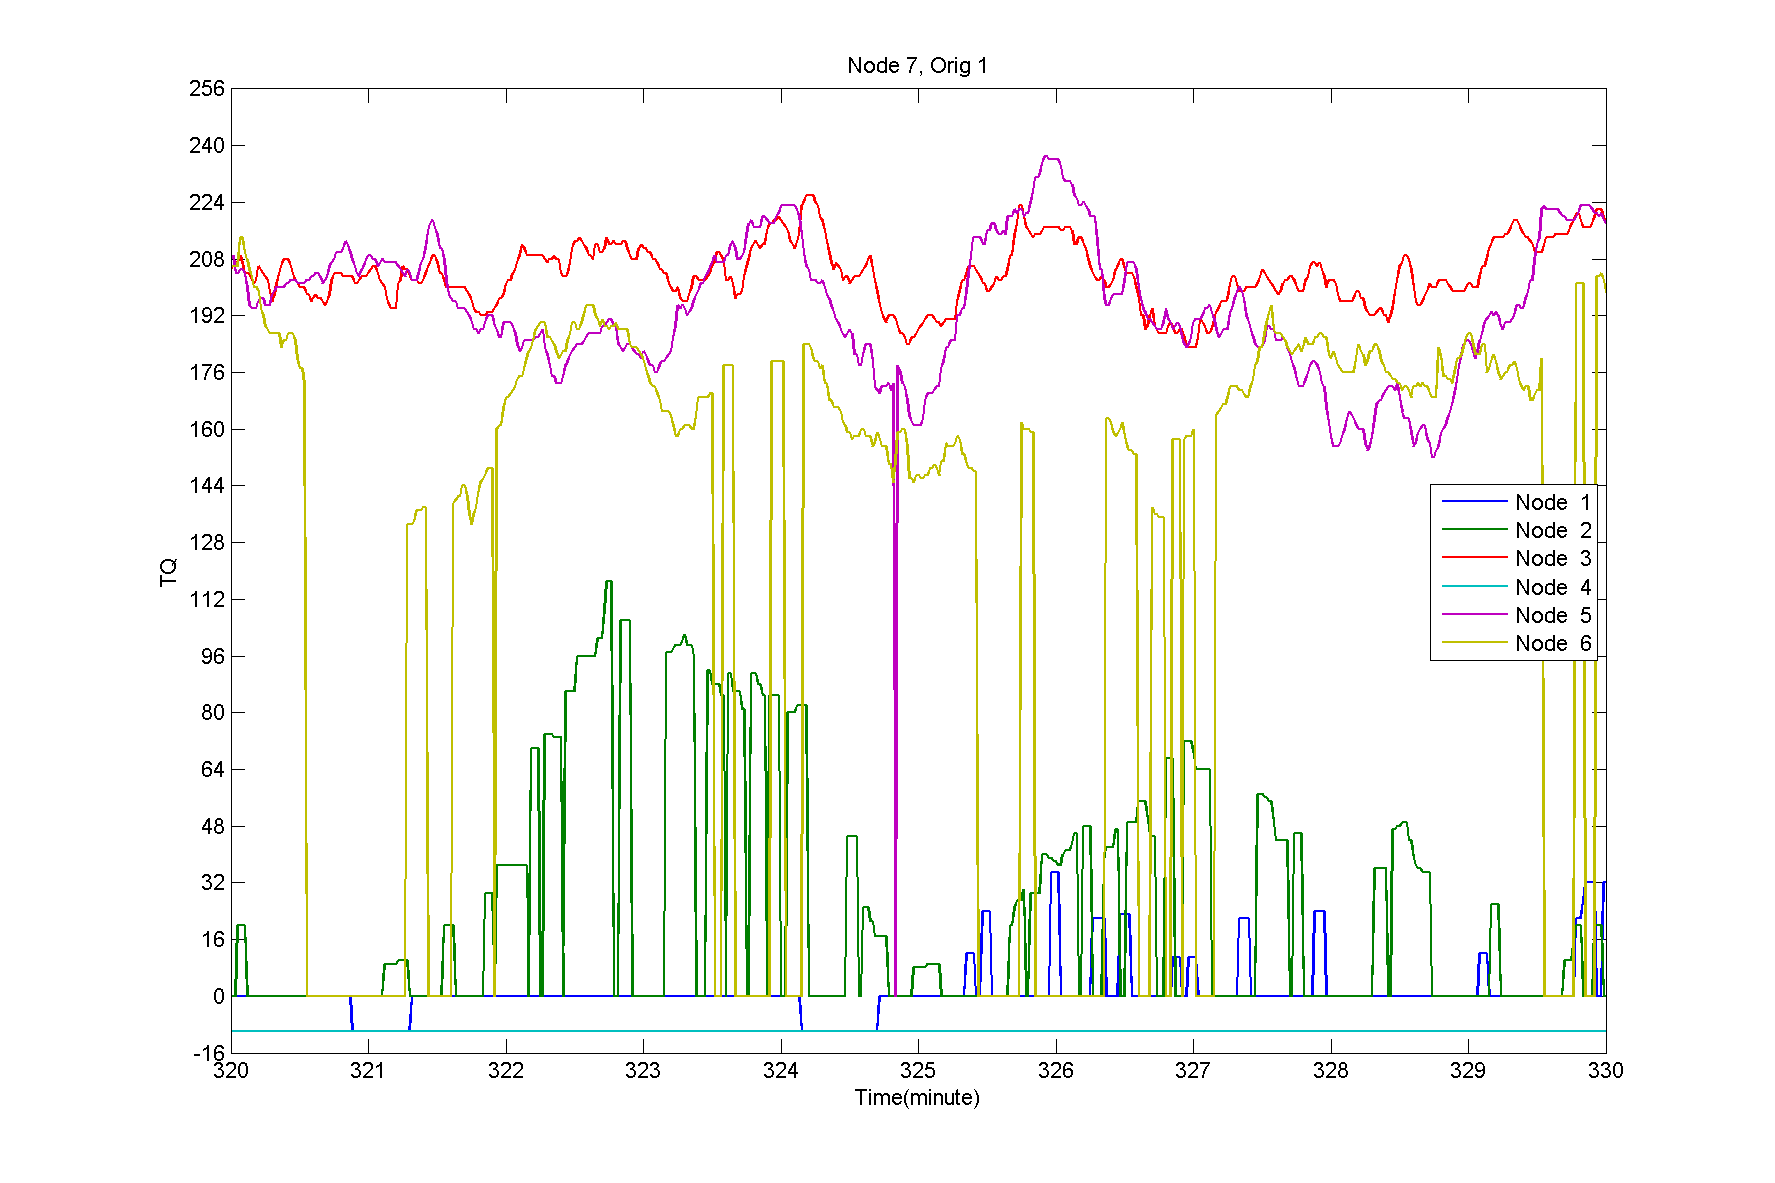 Node 7, Orig 1
256
240
224
208
192
176
160
144
128
112
96
80
64
48
32
16
0
-16
TQ
320 321 322 323 324 325 326 327 328 329 330
Time(minute)
Node 1
Node 2
Node 3
Node 4
Node 5
Node 6